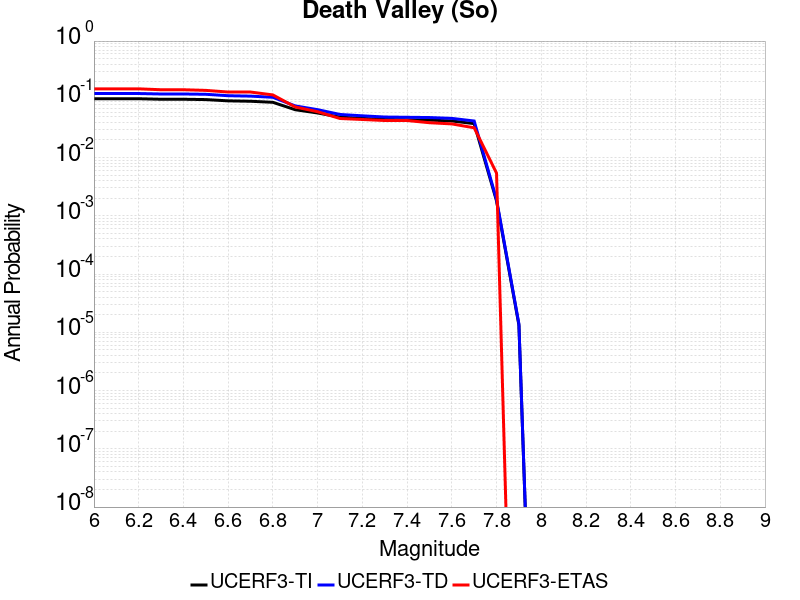 Death Valley (So)
Annual Probability
10^0
10^-1
10^-2
10^-3
10^-4
10^-5
10^-6
10^-7
10^-8
6 6.2 6.4 6.6 6.8 7 7.2 7.4 7.6 7.8 8 8.2 8.4 8.6 8.8 9
Magnitude
UCERF3-TI UCERF3-TD UCERF3-ETAS